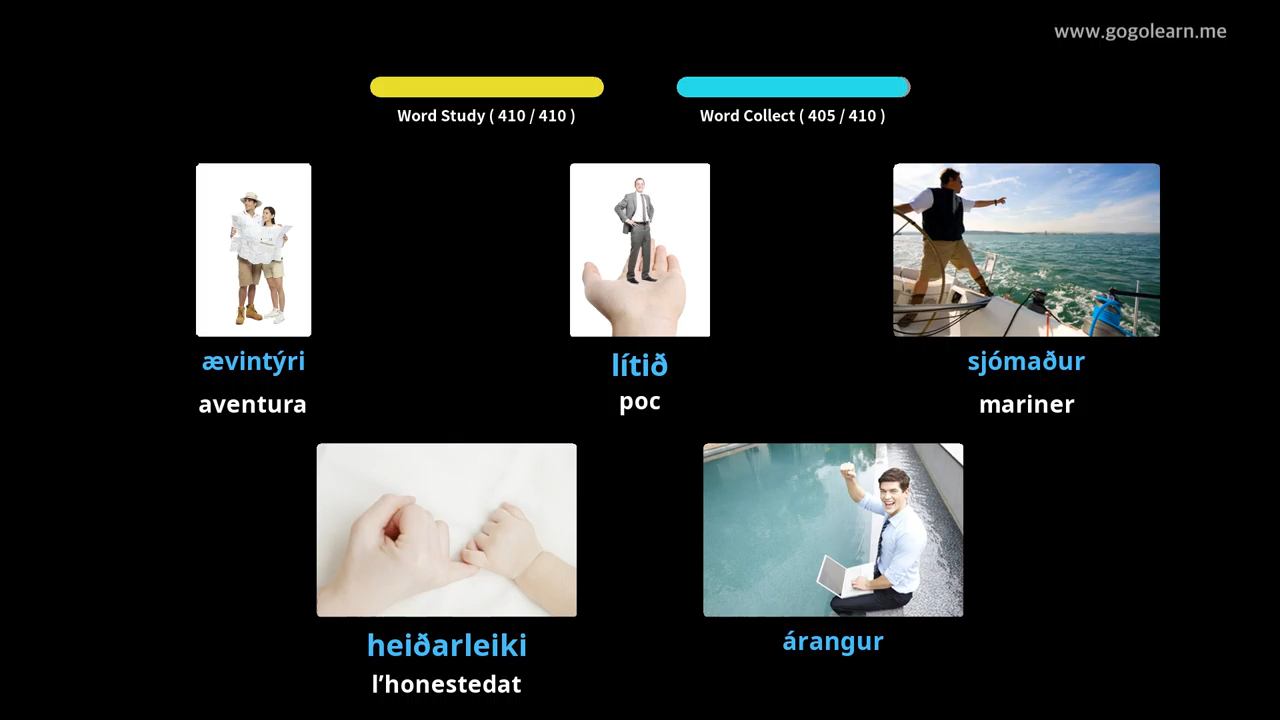 www.gogolearn.me
Word Study ( 410 / 410 )
Word Collect ( 405 / 410 )
ævintýri
aventura
lítið
poc
sjómaður
mariner
heiðarleiki
l’honestedat
árangur